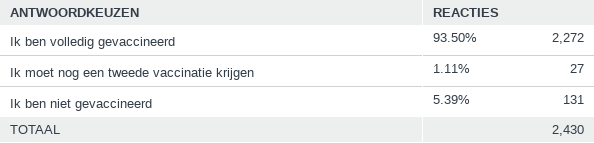 ANTWOORDKEUZEN REACTIES
Ik ben volledig gevaccineerd 93.50% 2,272
Ik moet nog een tweede vaccinatie krijgen 1.11% 27
Ik ben niet gevaccineerd 5.39% 131
TOTAAL 2,430